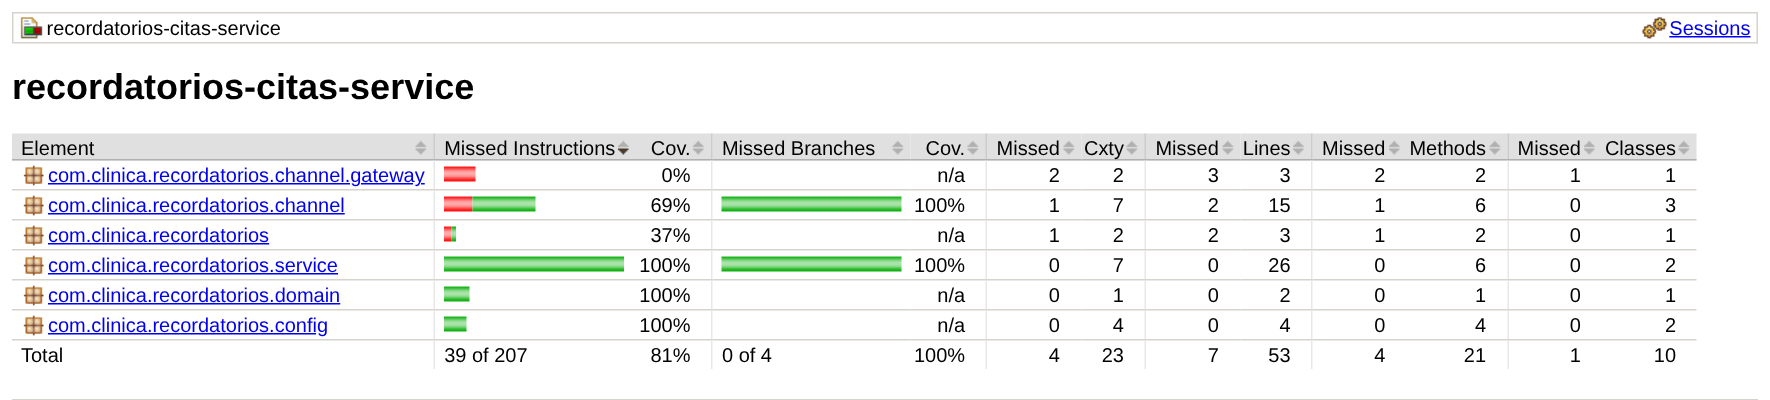 recordatorios-citas-service Sessions
recordatorios-citas-service
Element Missed Instructions Cov. Missed Branches Cov. Missed Cxty Missed Lines Missed Methods Missed Classes
com.clinica.recordatorios.channel.gateway 0% n/a 2 2 3 3 2 2 1 1
com.clinica.recordatorios.channel 69% 100% 1 7 2 15 1 6 0 3
com.clinica.recordatorios 37% n/a 1 2 2 3 1 2 0 1
com.clinica.recordatorios.service 100% 100% 0 7 0 26 0 6 0 2
com.clinica.recordatorios.domain 100% n/a 0 1 0 2 0 1 0 1
com.clinica.recordatorios.config 100% n/a 0 4 0 4 0 4 0 2
Total 39 of 207 81% 0 of 4 100% 4 23 7 53 4 21 1 10